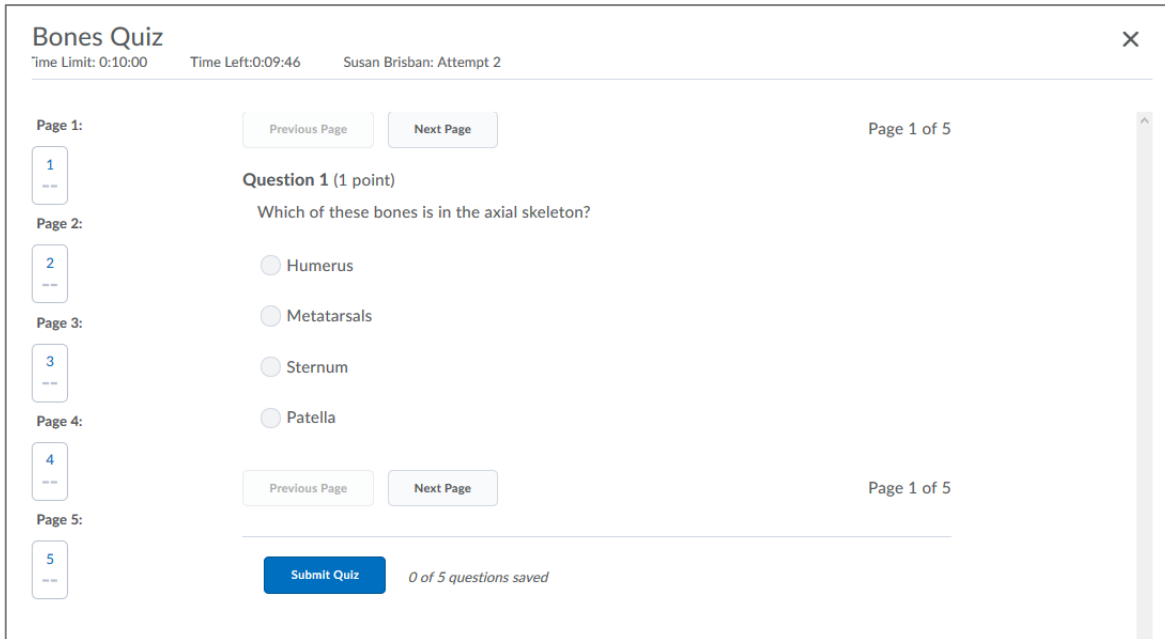 Bones Quiz
Time Limit: 0:10:00 Time Left:0:09:46 Susan Brisban: Attempt 2
Page 1:
1
--
Page 2:
2
--
Page 3:
3
--
Page 4:
4
--
Page 5:
5
--
Previous Page Next Page Page 1 of 5
Question 1 (1 point)
Which of these bones is in the axial skeleton?
Humerus
Metatarsals
Sternum
Patella
Previous Page Next Page Page 1 of 5
Submit Quiz 0 of 5 questions saved